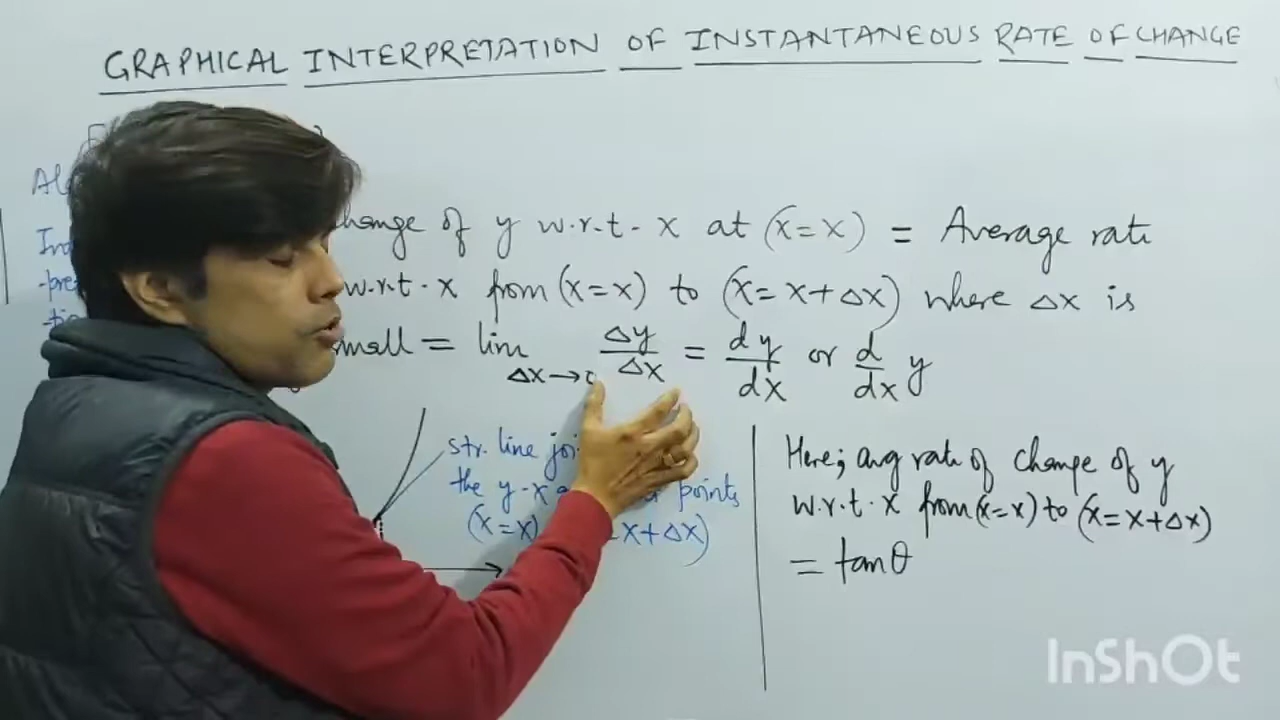 GRAPHICAL INTERPRETATION OF INSTANTANEOUS RATE OF CHANGE
change of y w.r.t. x at (x=x) = Average rate
w.r.t. x from (x=x) to (x=x+Δx) where Δx is
small = lim Δx→0 Δy/Δx = dy/dx or d/dx y
str. line
the y-x points
(x=x) x+Δx)
Here; avg rate of change of y
w.r.t. x from (x=x) to (x=x+Δx)
= tanθ
InShOt